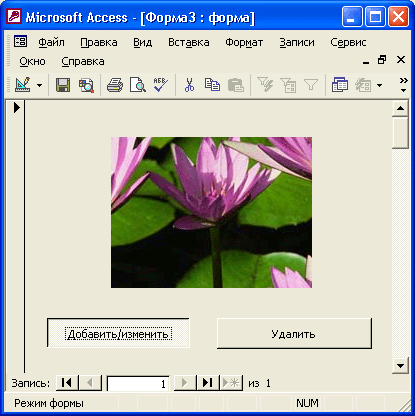 Microsoft Access - [Форма3 : форма]
Файл Правка Вид Вставка Формат Записи Сервис
Окно Справка
Добавить/изменить Удалить
Запись: 1 из 1
Режим формы NUM